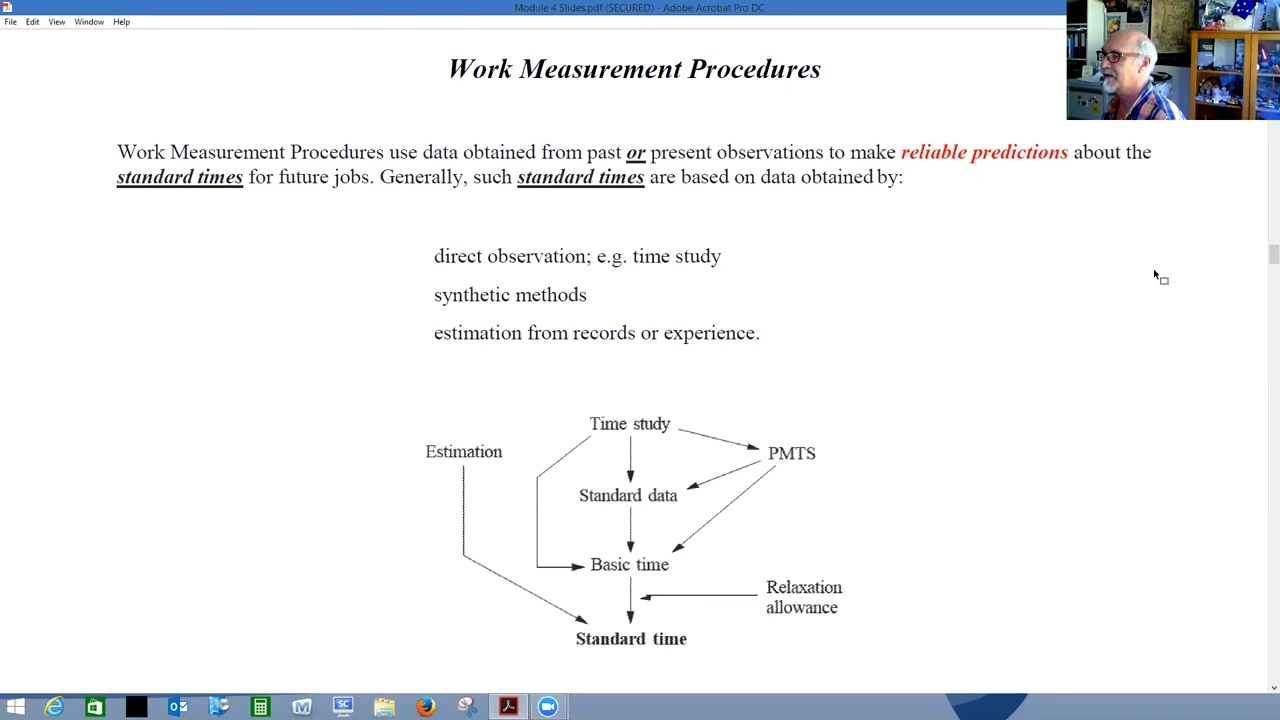 Module 4 Slides.pdf (SECURED) - Adobe Acrobat Pro DC
File Edit View Window Help
Work Measurement Procedures
Work Measurement Procedures use data obtained from past or present observations to make reliable predictions about the
standard times for future jobs. Generally, such standard times are based on data obtained by:
direct observation; e.g. time study
synthetic methods
estimation from records or experience.
Time study
Estimation
PMTS
Standard data
Basic time
Relaxation
allowance
Standard time